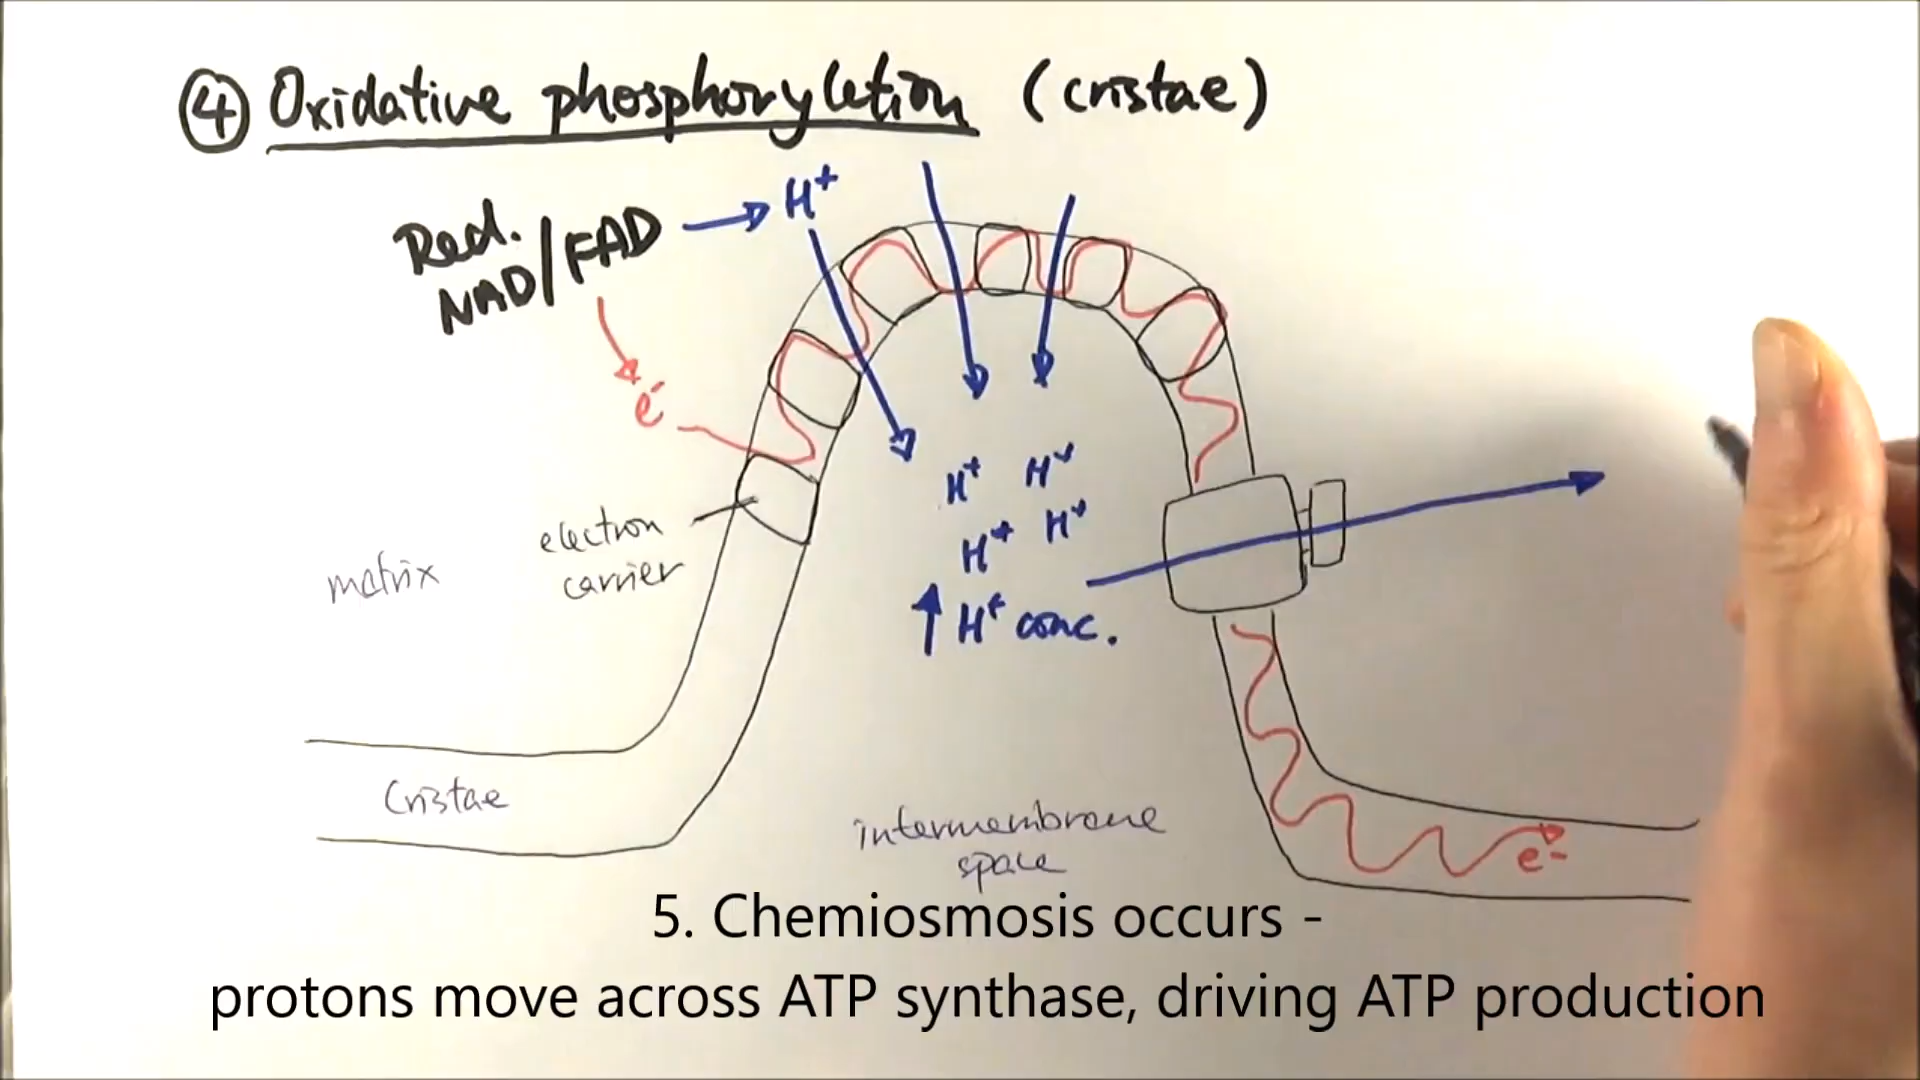 ④ Oxidative phosphorylation (cristae)
Red.
NAD/FAD → H⁺
e⁻
electron
carrier
matrix
H⁺ H⁺
H⁺ H⁺
↑ H⁺ conc.
Cristae
intermembrane
space
e⁻
5. Chemiosmosis occurs -
protons move across ATP synthase, driving ATP production